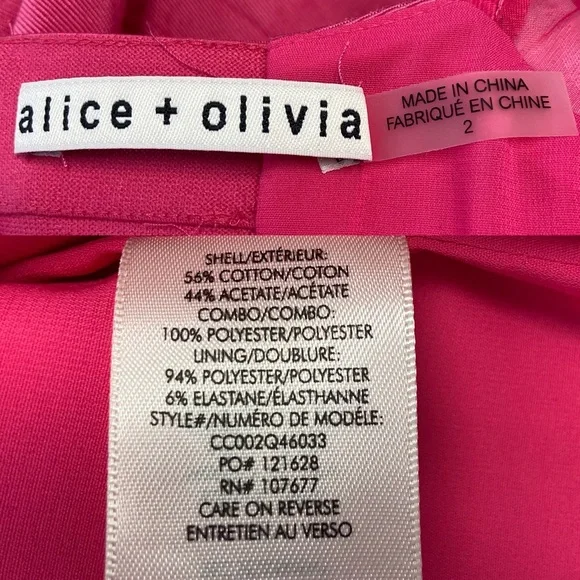 alice + olivia
MADE IN CHINA
FABRIQUÉ EN CHINE
2
SHELL/EXTÉRIEUR:
56% COTTON/COTON
44% ACETATE/ACÉTATE
COMBO/COMBO:
100% POLYESTER/POLYESTER
LINING/DOUBLURE:
94% POLYESTER/POLYESTER
6% ELASTANE/ÉLASTHANNE
STYLE#/NUMÉRO DE MODÉLE:
CC002Q46033
PO# 121628
RN# 107677
CARE ON REVERSE
ENTRETIEN AU VERSO